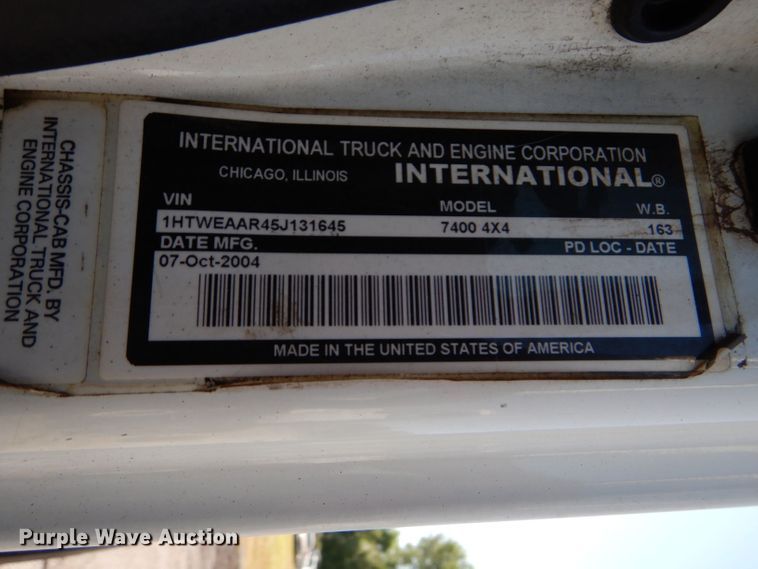 CHASSIS-CAB MFD. BY
INTERNATIONAL TRUCK AND
ENGINE CORPORATION
INTERNATIONAL TRUCK AND ENGINE CORPORATION
CHICAGO, ILLINOIS INTERNATIONAL®
VIN MODEL W.B.
1HTWEAAR45J131645 7400 4X4 163
DATE MFG. PD LOC - DATE
07-Oct-2004
MADE IN THE UNITED STATES OF AMERICA
Purple Wave Auction